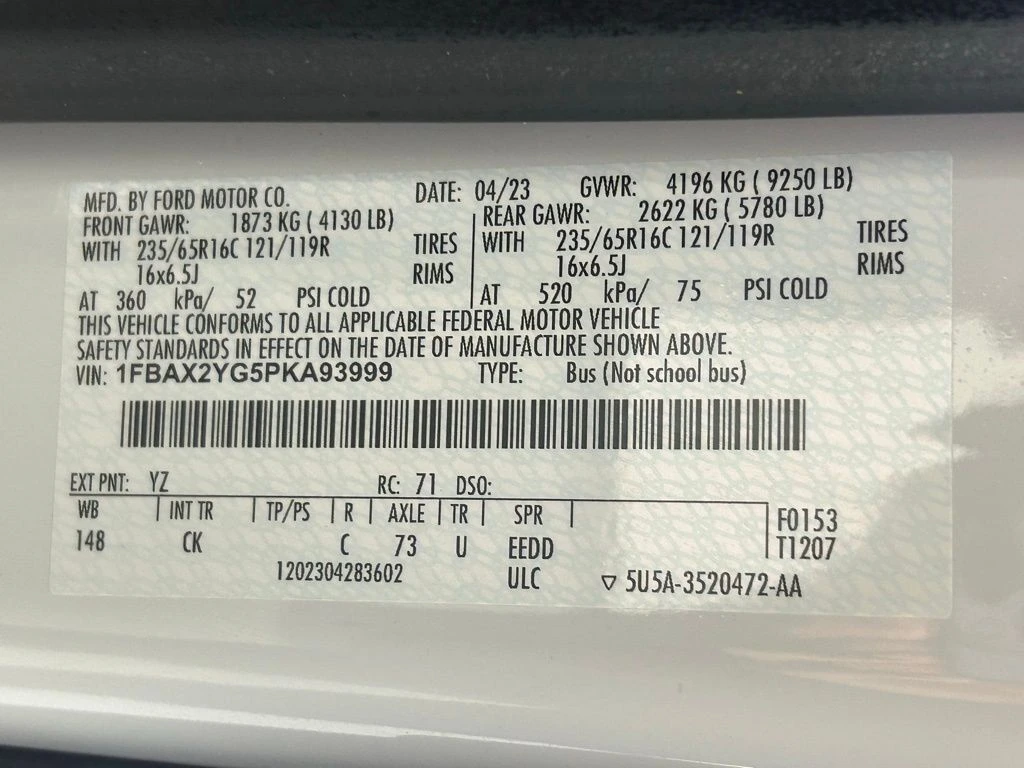 MFD. BY FORD MOTOR CO. DATE: 04/23 GVWR: 4196 KG ( 9250 LB)
FRONT GAWR: 1873 KG ( 4130 LB) REAR GAWR: 2622 KG ( 5780 LB)
WITH 235/65R16C 121/119R TIRES WITH 235/65R16C 121/119R TIRES
16x6.5J RIMS 16x6.5J RIMS
AT 360 kPa/ 52 PSI COLD AT 520 kPa/ 75 PSI COLD
THIS VEHICLE CONFORMS TO ALL APPLICABLE FEDERAL MOTOR VEHICLE
SAFETY STANDARDS IN EFFECT ON THE DATE OF MANUFACTURE SHOWN ABOVE.
VIN: 1FBAX2YG5PKA93999 TYPE: Bus (Not school bus)
EXT PNT: YZ RC: 71 DSO:
WB INT TR TP/PS R AXLE TR SPR F0153
148 CK C 73 U EEDD T1207
1202304283602 ULC ▽ 5U5A-3520472-AA